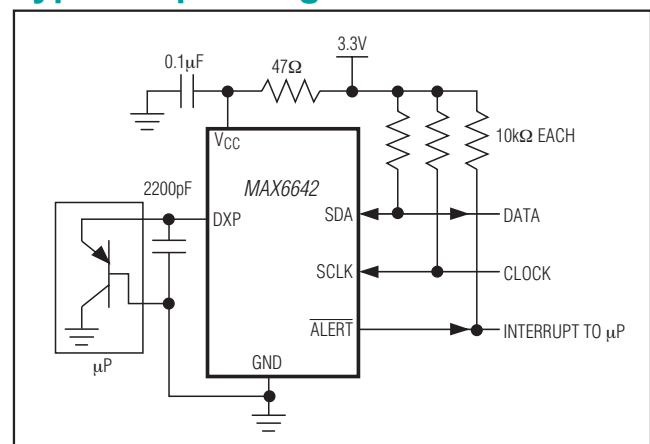 3.3V
0.1µF
47Ω
VCC
10kΩ EACH
2200pF
MAX6642
DXP
SDA
DATA
SCLK
CLOCK
ALERT
INTERRUPT TO µP
GND
µP